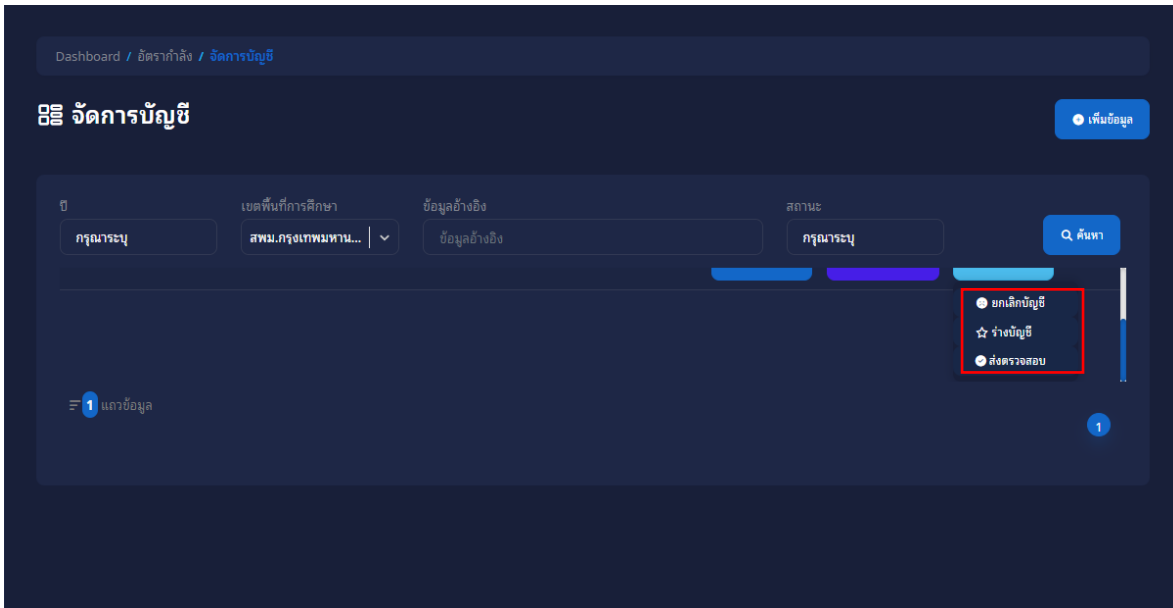 Dashboard / อัตรากำลัง / จัดการบัญชี
จัดการบัญชี
เพิ่มข้อมูล
ปี
เขตพื้นที่การศึกษา
ข้อมูลอ้างอิง
สถานะ
กรุณาระบุ
สพม.กรุงเทพมหาน...
ข้อมูลอ้างอิง
กรุณาระบุ
ค้นหา
ยกเลิกบัญชี
ร่างบัญชี
ส่งตรวจสอบ
1 แถวข้อมูล
1